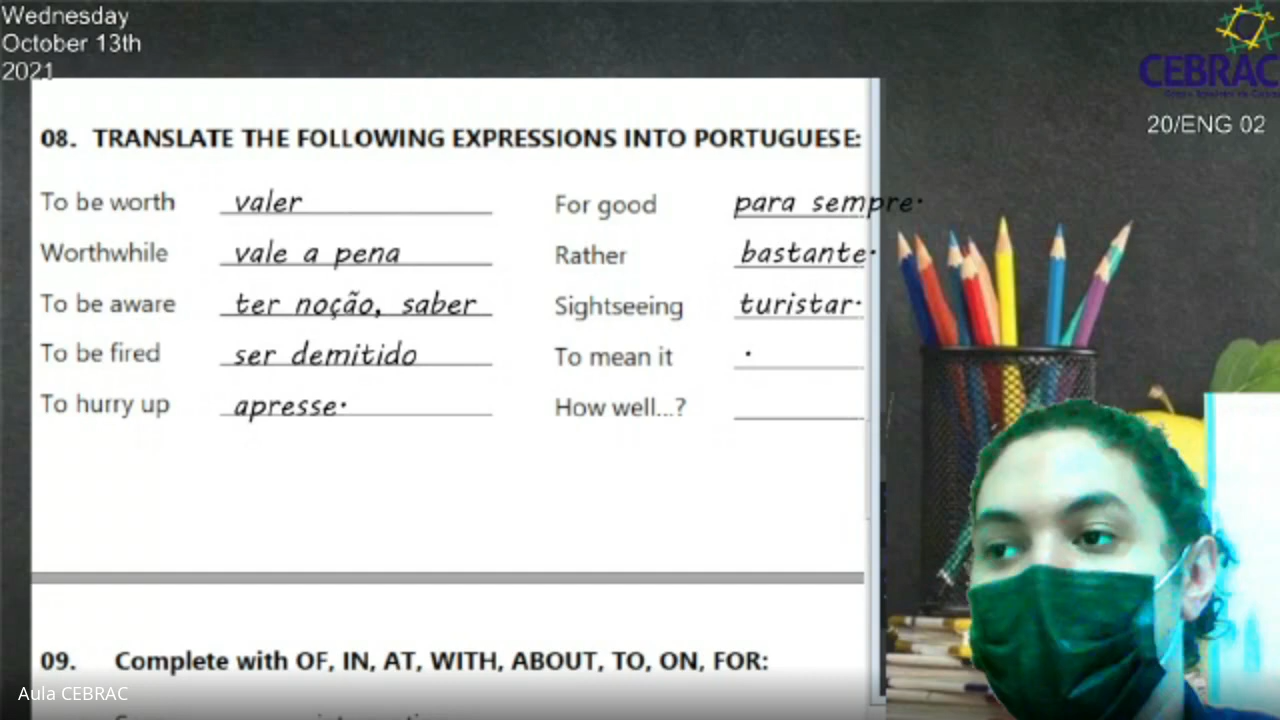 Wednesday
October 13th
2021
CEBRAC
20/ENG 02
08. TRANSLATE THE FOLLOWING EXPRESSIONS INTO PORTUGUESE:
To be worth valer
Worthwhile vale a pena
To be aware ter noção, saber
To be fired ser demitido
To hurry up apresse.
For good para sempre.
Rather bastante.
Sightseeing turistar.
To mean it .
How well...?
09. Complete with OF, IN, AT, WITH, ABOUT, TO, ON, FOR:
Aula CEBRAC